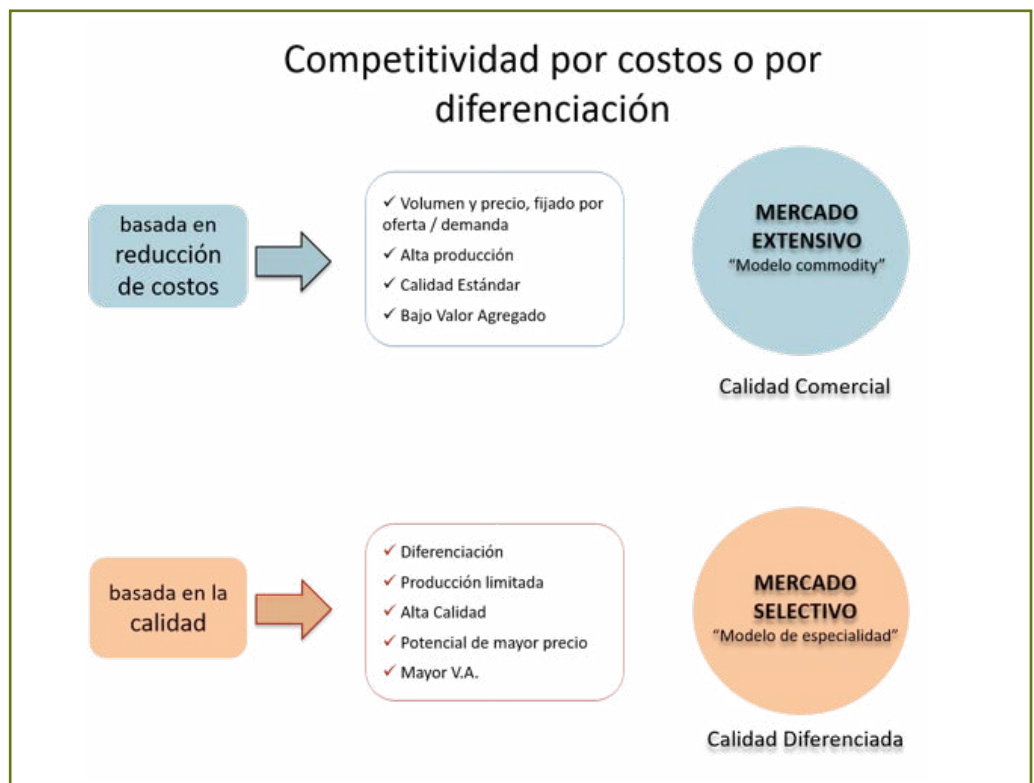 Competitividad por costos o por
diferenciación
basada en
reducción
de costos
✓ Volumen y precio, fijado por
oferta / demanda
✓ Alta producción
✓ Calidad Estándar
✓ Bajo Valor Agregado
MERCADO
EXTENSIVO
“Modelo commodity”
Calidad Comercial
basada en la
calidad
✓ Diferenciación
✓ Producción limitada
✓ Alta Calidad
✓ Potencial de mayor precio
✓ Mayor V.A.
MERCADO
SELECTIVO
“Modelo de especialidad”
Calidad Diferenciada